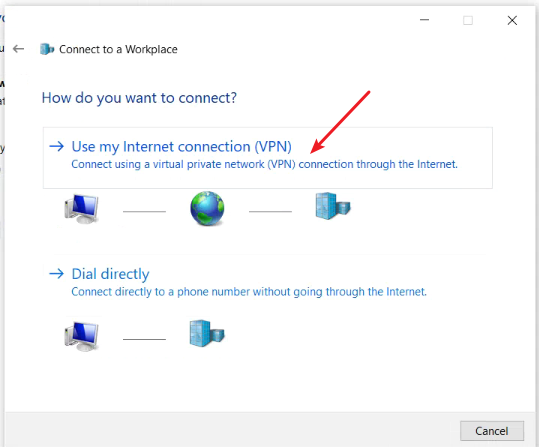 Connect to a Workplace
How do you want to connect?
Use my Internet connection (VPN)
Connect using a virtual private network (VPN) connection through the Internet.
Dial directly
Connect directly to a phone number without going through the Internet.
Cancel